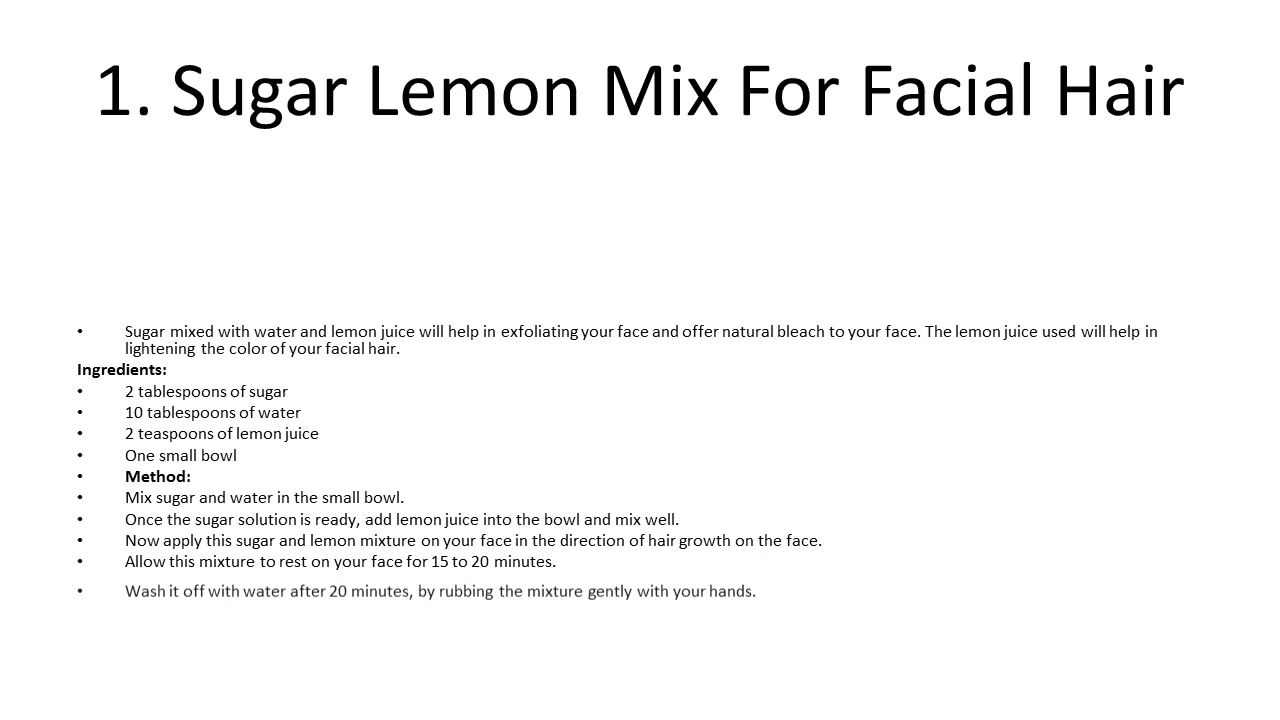 1. Sugar Lemon Mix For Facial Hair
• Sugar mixed with water and lemon juice will help in exfoliating your face and offer natural bleach to your face. The lemon juice used will help in
lightening the color of your facial hair.
Ingredients:
• 2 tablespoons of sugar
• 10 tablespoons of water
• 2 teaspoons of lemon juice
• One small bowl
• Method:
• Mix sugar and water in the small bowl.
• Once the sugar solution is ready, add lemon juice into the bowl and mix well.
• Now apply this sugar and lemon mixture on your face in the direction of hair growth on the face.
• Allow this mixture to rest on your face for 15 to 20 minutes.
• Wash it off with water after 20 minutes, by rubbing the mixture gently with your hands.